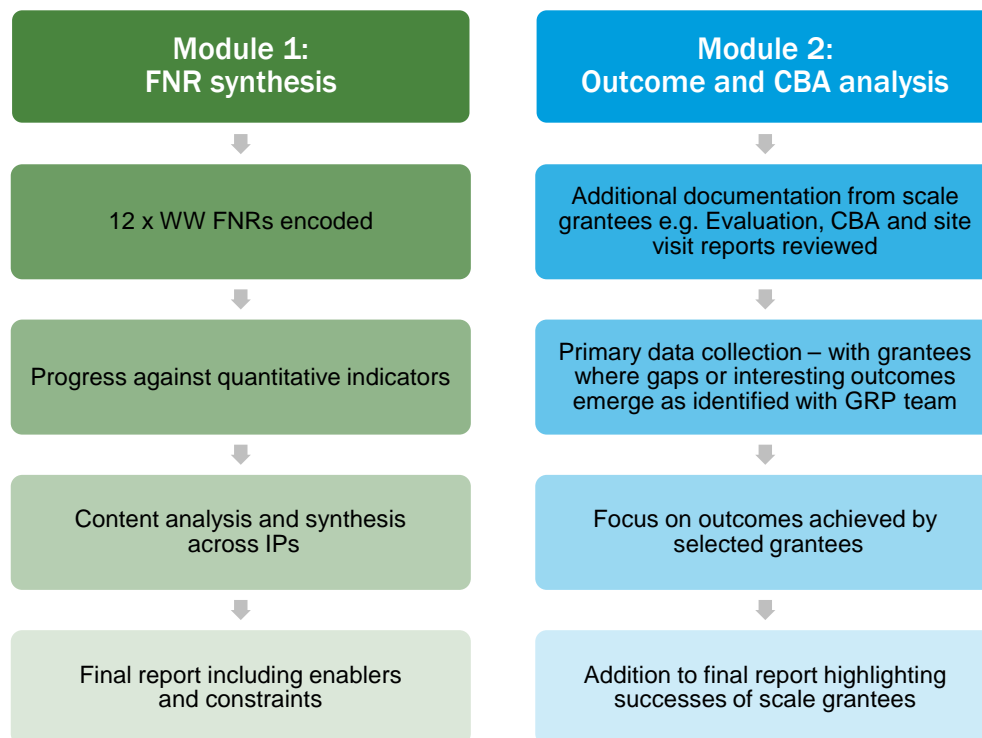 Module 1:
FNR synthesis
12 x WW FNRs encoded
Progress against quantitative indicators
Content analysis and synthesis
across IPs
Final report including enablers
and constraints
Module 2:
Outcome and CBA analysis
Additional documentation from scale
grantees e.g. Evaluation, CBA and site
visit reports reviewed
Primary data collection – with grantees
where gaps or interesting outcomes
emerge as identified with GRP team
Focus on outcomes achieved by
selected grantees
Addition to final report highlighting
successes of scale grantees